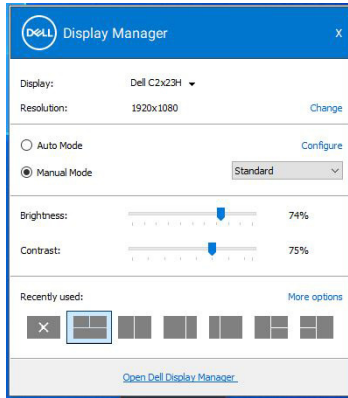 DELL Display Manager X
Display: Dell C2x23H
Resolution: 1920x1080 Change
Auto Mode Configure
Manual Mode Standard
Brightness: 74%
Contrast: 75%
Recently used: More options
Open Dell Display Manager